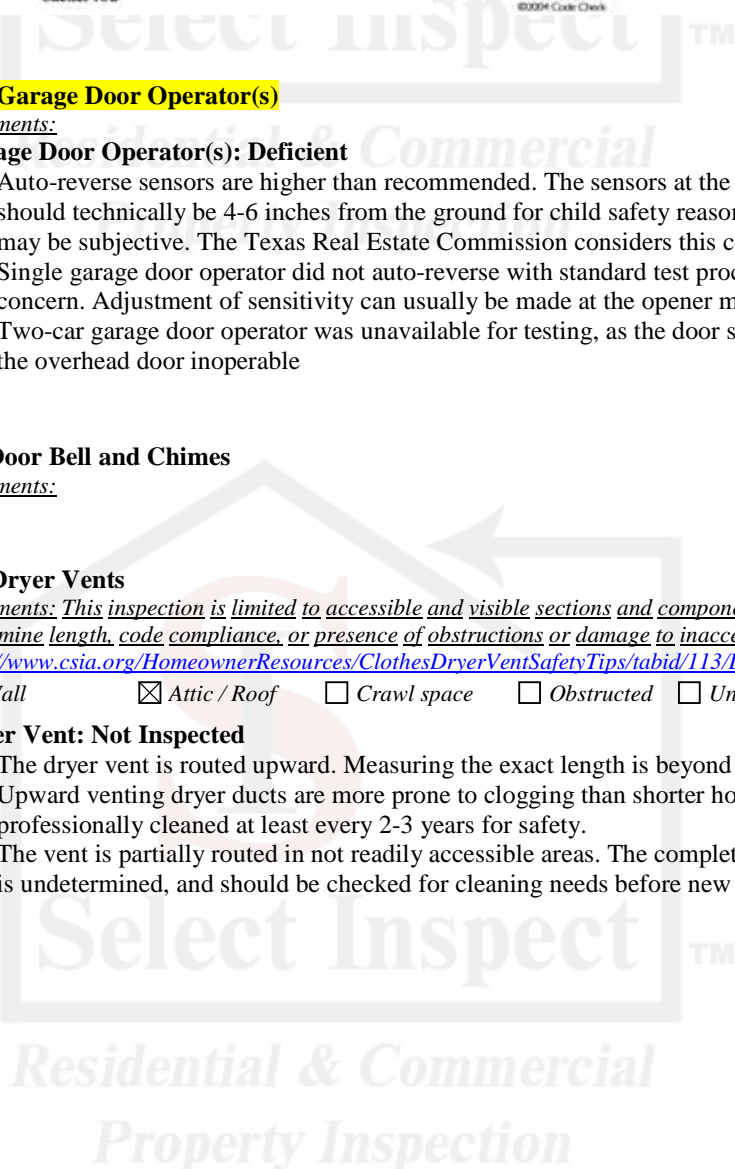 ©2004 Code Check
Select Inspect TM
Garage Door Operator(s)
ments:
Residential & Commercial
age Door Operator(s): Deficient
Auto-reverse sensors are higher than recommended. The sensors at the
should technically be 4-6 inches from the ground for child safety reason
Property Inspection
may be subjective. The Texas Real Estate Commission considers this c
Single garage door operator did not auto-reverse with standard test proc
concern. Adjustment of sensitivity can usually be made at the opener m
Two-car garage door operator was unavailable for testing, as the door s
the overhead door inoperable
Door Bell and Chimes
ments:
Dryer Vents
ments: This inspection is limited to accessible and visible sections and compone
mine length, code compliance, or presence of obstructions or damage to inacce
//www.csia.org/HomeownerResources/ClothesDryerVentSafetyTips/tabid/113/
all ☒ Attic / Roof ☐ Crawl space ☐ Obstructed ☐ Un
er Vent: Not Inspected
The dryer vent is routed upward. Measuring the exact length is beyond
Upward venting dryer ducts are more prone to clogging than shorter ho
professionally cleaned at least every 2-3 years for safety.
The vent is partially routed in not readily accessible areas. The complet
is undetermined, and should be checked for cleaning needs before new
Select Inspect TM
Residential & Commercial
Property Inspection